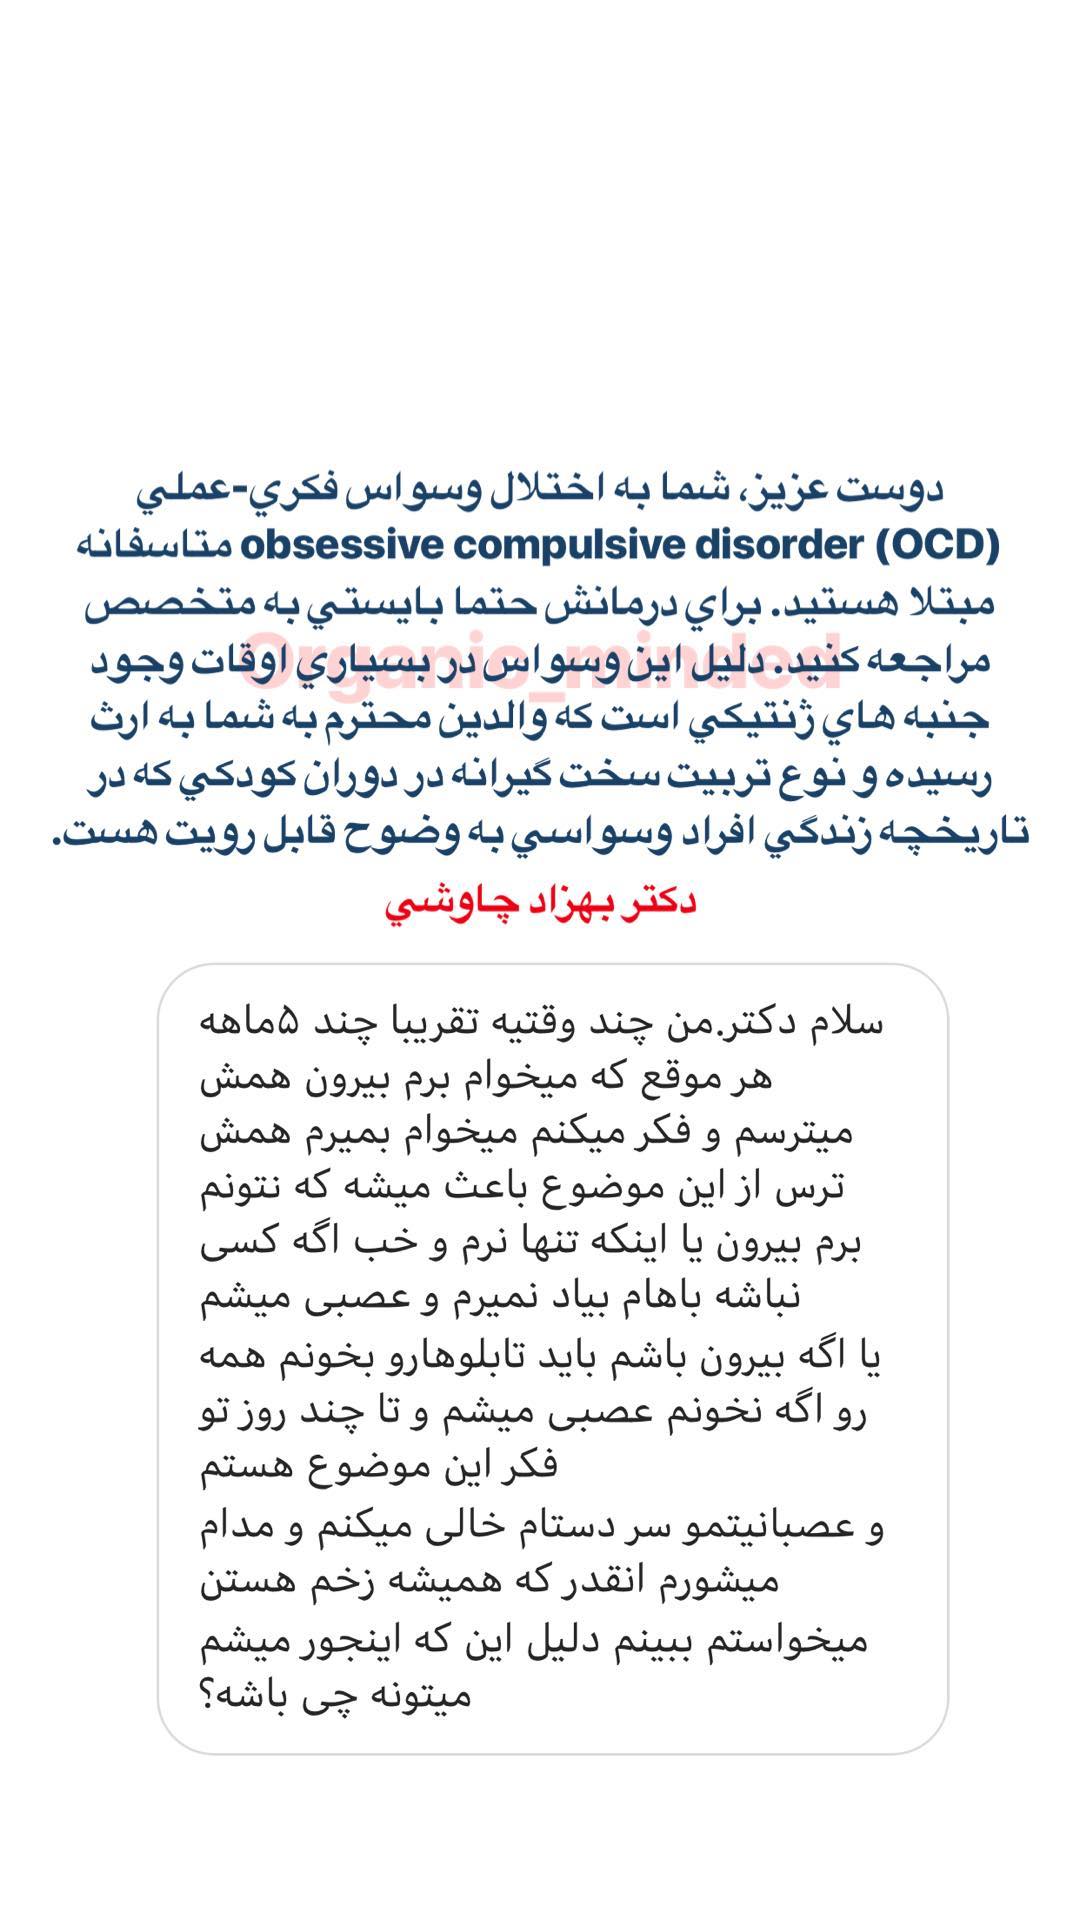 دوست عزيز، شما به اختلال وسواس فكري-عملي
obsessive compulsive disorder (OCD) متاسفانه
مبتلا هستيد. براي درمانش حتما بايستي به متخصص
مراجعه كنيد. دليل اين وسواس در بسياري اوقات وجود
Organic_minded
جنبه هاي ژنتيكي است كه والدين محترم به شما به ارث
رسيده و نوع تربيت سخت گيرانه در دوران كودكي كه در
تاريخچه زندگي افراد وسواسي به وضوح قابل رويت هست.
دكتر بهزاد چاوشي
سلام دکتر.من چند وقتیه تقریبا چند ۵ماهه
هر موقع که میخوام برم بیرون همش
میترسم و فکر میکنم میخوام بمیرم همش
ترس از این موضوع باعث میشه که نتونم
برم بیرون یا اینکه تنها نرم و خب اگه کسی
نباشه باهام بیاد نمیرم و عصبی میشم
یا اگه بیرون باشم باید تابلوهارو بخونم همه
رو اگه نخونم عصبی میشم و تا چند روز تو
فکر این موضوع هستم
و عصبانیتمو سر دستام خالی میکنم و مدام
میشورم انقدر که همیشه زخم هستن
میخواستم ببینم دلیل این که اینجور میشم
میتونه چی باشه؟